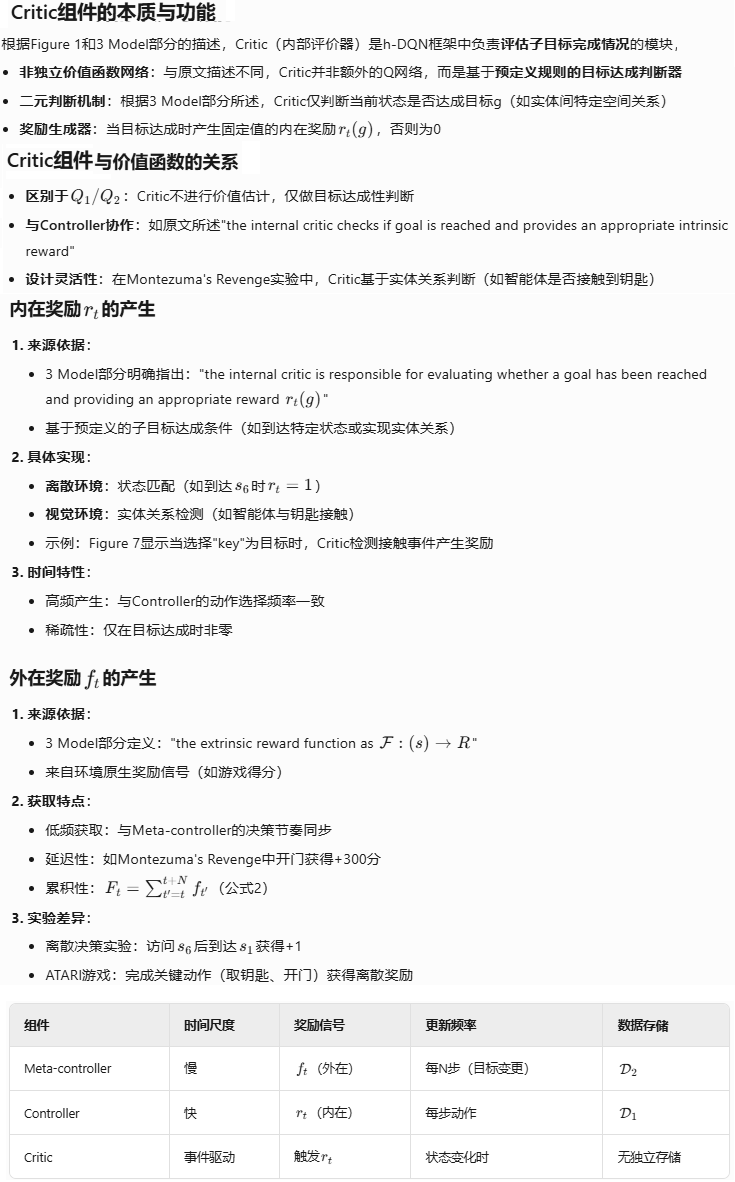 Critic组件的本质与功能
根据Figure 1和3 Model部分的描述，Critic（内部评价器）是h-DQN框架中负责评估子目标完成情况的模块，
• 非独立价值函数网络：与原文描述不同，Critic并非额外的Q网络，而是基于预定义规则的目标达成判断器
• 二元判断机制：根据3 Model部分所述，Critic仅判断当前状态是否达成目标g（如实体间特定空间关系）
• 奖励生成器：当目标达成时产生固定值的内在奖励 r_t(g)，否则为0
Critic组件与价值函数的关系
• 区别于Q_1/Q_2：Critic不进行价值估计，仅做目标达成性判断
• 与Controller协作：如原文所述"the internal critic checks if goal is reached and provides an appropriate intrinsic
reward"
• 设计灵活性：在Montezuma's Revenge实验中，Critic基于实体关系判断（如智能体是否接触到钥匙）
内在奖励 r_t 的产生
1. 来源依据：
• 3 Model部分明确指出："the internal critic is responsible for evaluating whether a goal has been reached
and providing an appropriate reward r_t(g)"
• 基于预定义的子目标达成条件（如到达特定状态或实现实体关系）
2. 具体实现：
• 离散环境：状态匹配（如到达 s_6 时 r_t = 1）
• 视觉环境：实体关系检测（如智能体与钥匙接触）
• 示例：Figure 7显示当选择"key"为目标时，Critic检测接触事件产生奖励
3. 时间特性：
• 高频产生：与Controller的动作选择频率一致
• 稀疏性：仅在目标达成时非零
外在奖励 f_t 的产生
1. 来源依据：
• 3 Model部分定义："the extrinsic reward function as F : (s) → R"
• 来自环境原生奖励信号（如游戏得分）
2. 获取特点：
• 低频获取：与Meta-controller的决策节奏同步
• 延迟性：如Montezuma's Revenge中开门获得+300分
• 累积性：F_t = ∑_{t'=t}^{t+N} f_{t'}（公式2）
3. 实验差异：
• 离散决策实验：访问 s_6 后到达 s_1 获得+1
• ATARI游戏：完成关键动作（取钥匙、开门）获得离散奖励
组件 时间尺度 奖励信号 更新频率 数据存储
Meta-controller 慢 f_t（外在） 每N步（目标变更） D_2
Controller 快 r_t（内在） 每步动作 D_1
Critic 事件驱动 触发r_t 状态变化时 无独立存储